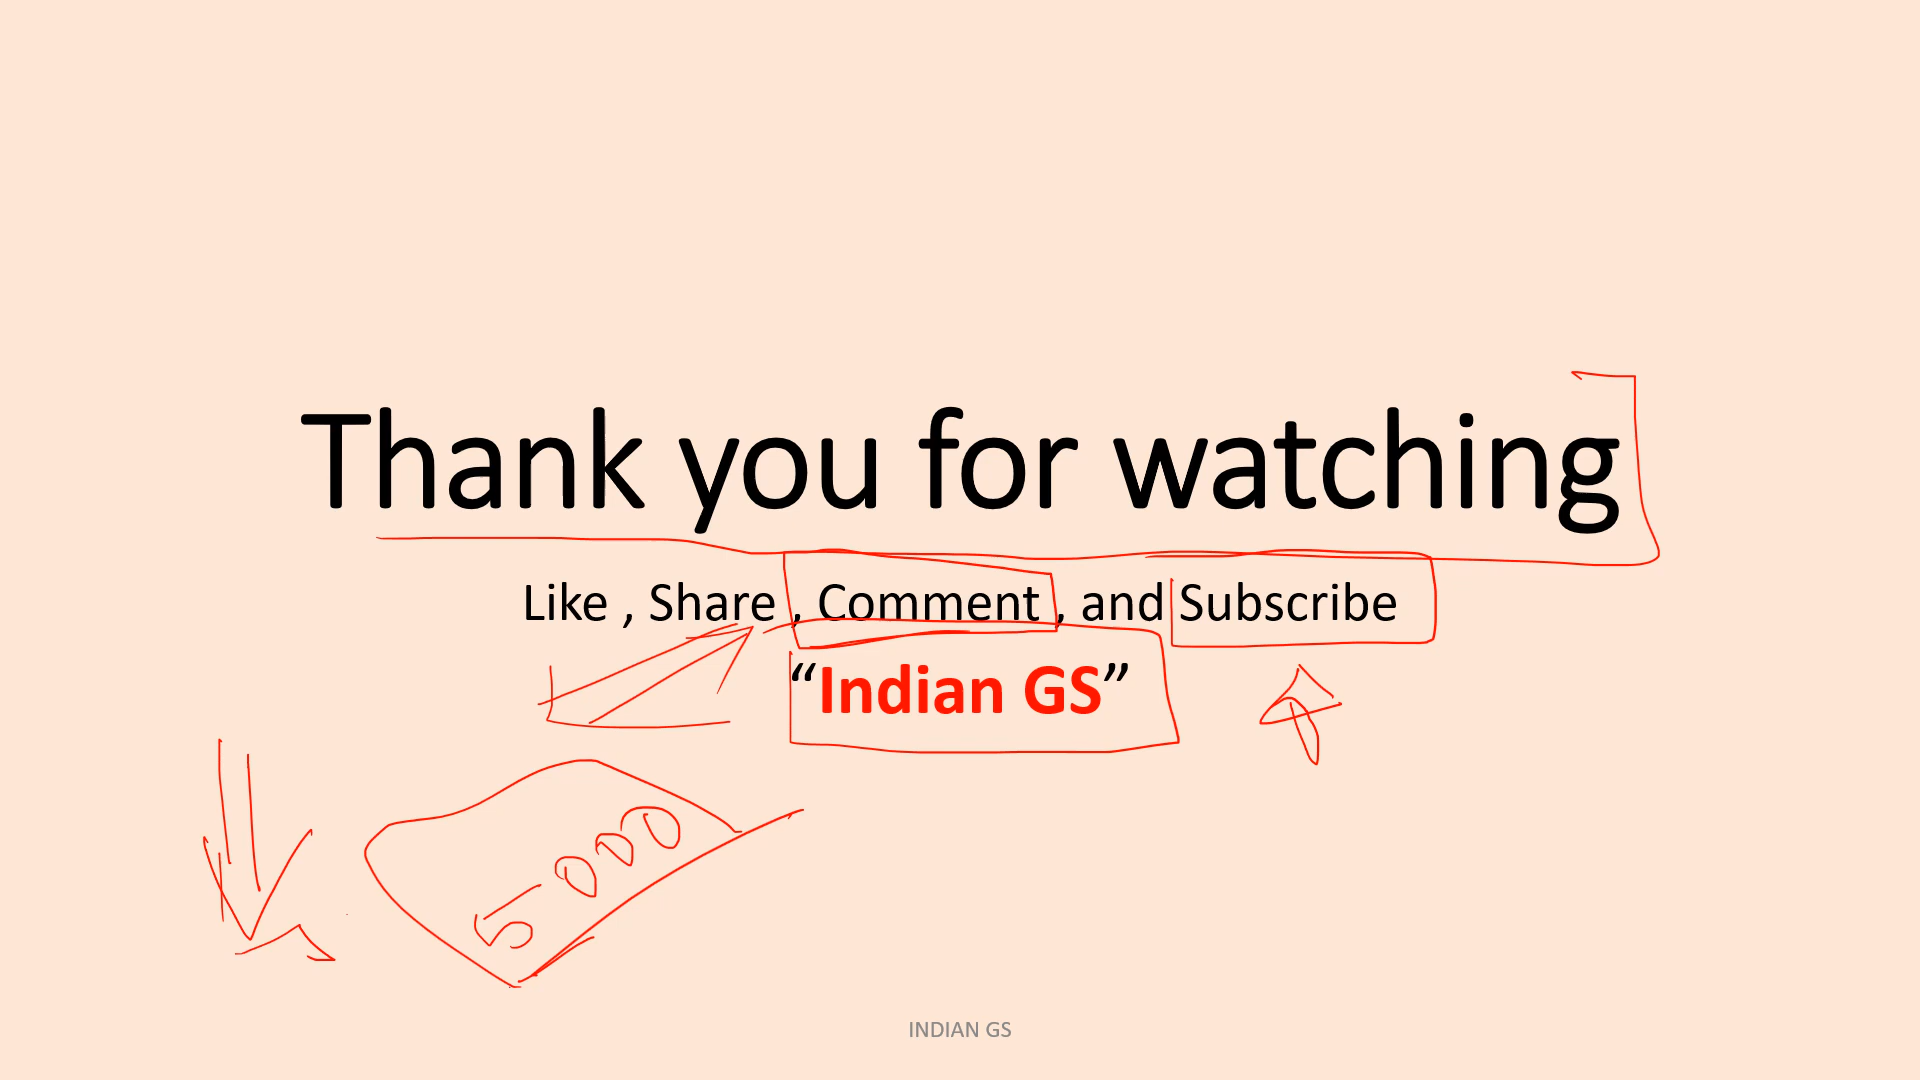 Thank you for watching
Like , Share , Comment , and Subscribe
“Indian GS”
5000
INDIAN GS